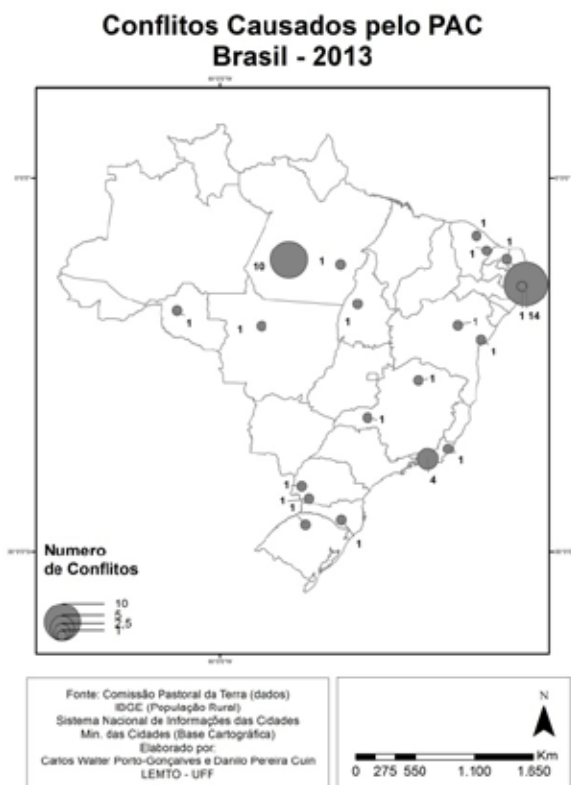 Conflitos Causados pelo PAC
Brasil - 2013
1
1
1
10
1
1 14
1
1
1
1
1
1
1
1
4
1
1
1
1
Numero
de Conflitos
10
5
2,5
1
Fonte: Comissão Pastoral da Terra (dados)
IBGE (População Rural)
Sistema Nacional de Informações das Cidades
Min. das Cidades (Base Cartográfica)
Elaborado por:
Carlos Walter Porto-Gonçalves e Danilo Pereira Cuin
LEMTO - UFF
N
Km
0 275 550 1.100 1.650